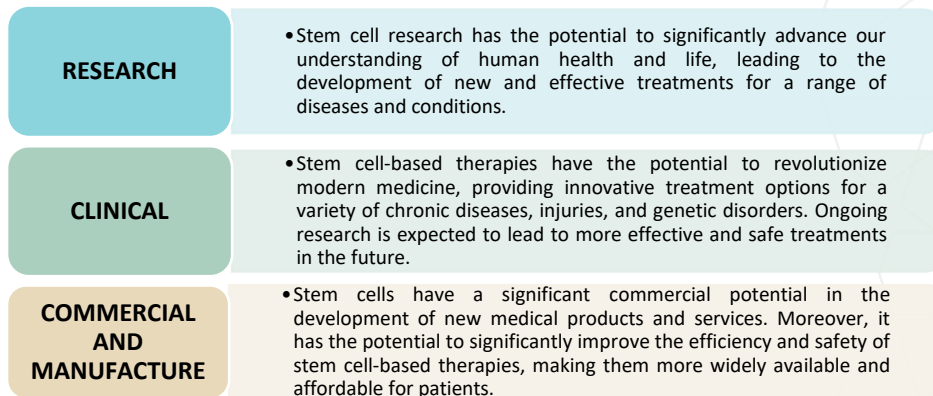 RESEARCH
•Stem cell research has the potential to significantly advance our
understanding of human health and life, leading to the
development of new and effective treatments for a range of
diseases and conditions.
CLINICAL
•Stem cell-based therapies have the potential to revolutionize
modern medicine, providing innovative treatment options for a
variety of chronic diseases, injuries, and genetic disorders. Ongoing
research is expected to lead to more effective and safe treatments
in the future.
COMMERCIAL
AND
MANUFACTURE
•Stem cells have a significant commercial potential in the
development of new medical products and services. Moreover, it
has the potential to significantly improve the efficiency and safety of
stem cell-based therapies, making them more widely available and
affordable for patients.